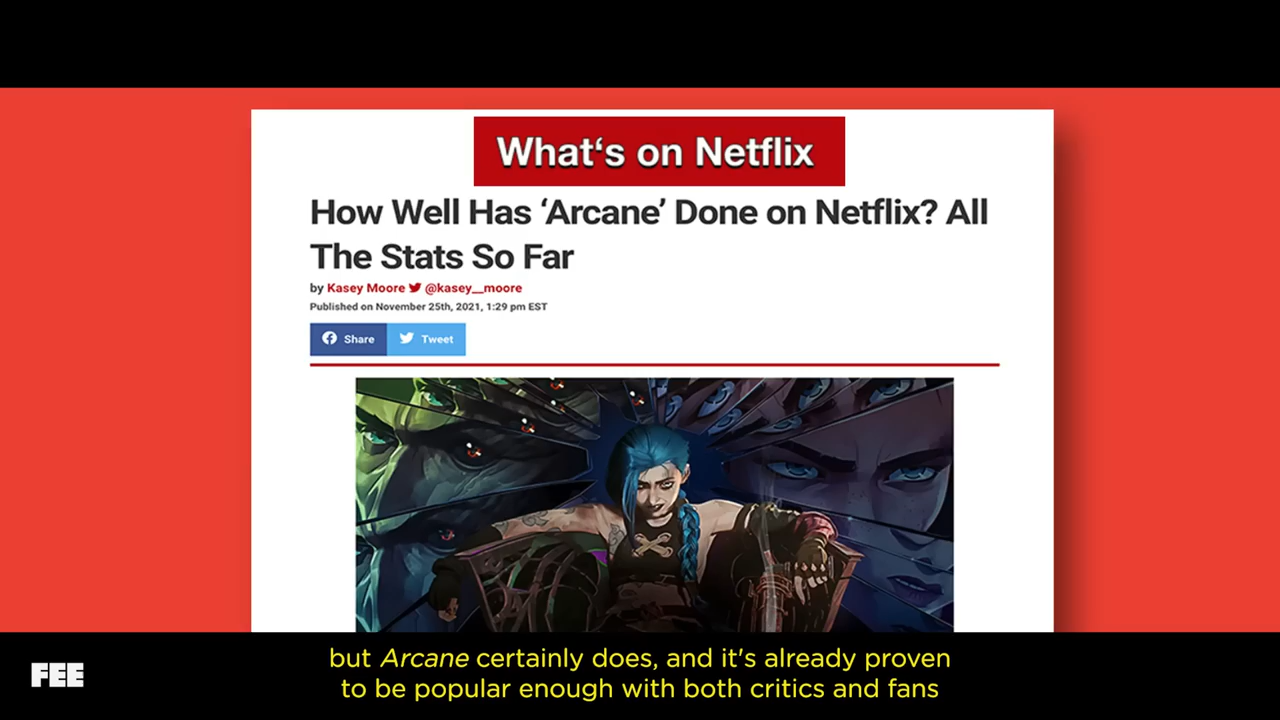 What‘s on Netflix
How Well Has ‘Arcane’ Done on Netflix? All
The Stats So Far
by Kasey Moore @kasey__moore
Published on November 25th, 2021, 1:29 pm EST
Share Tweet
but Arcane certainly does, and it's already proven
to be popular enough with both critics and fans
FEE